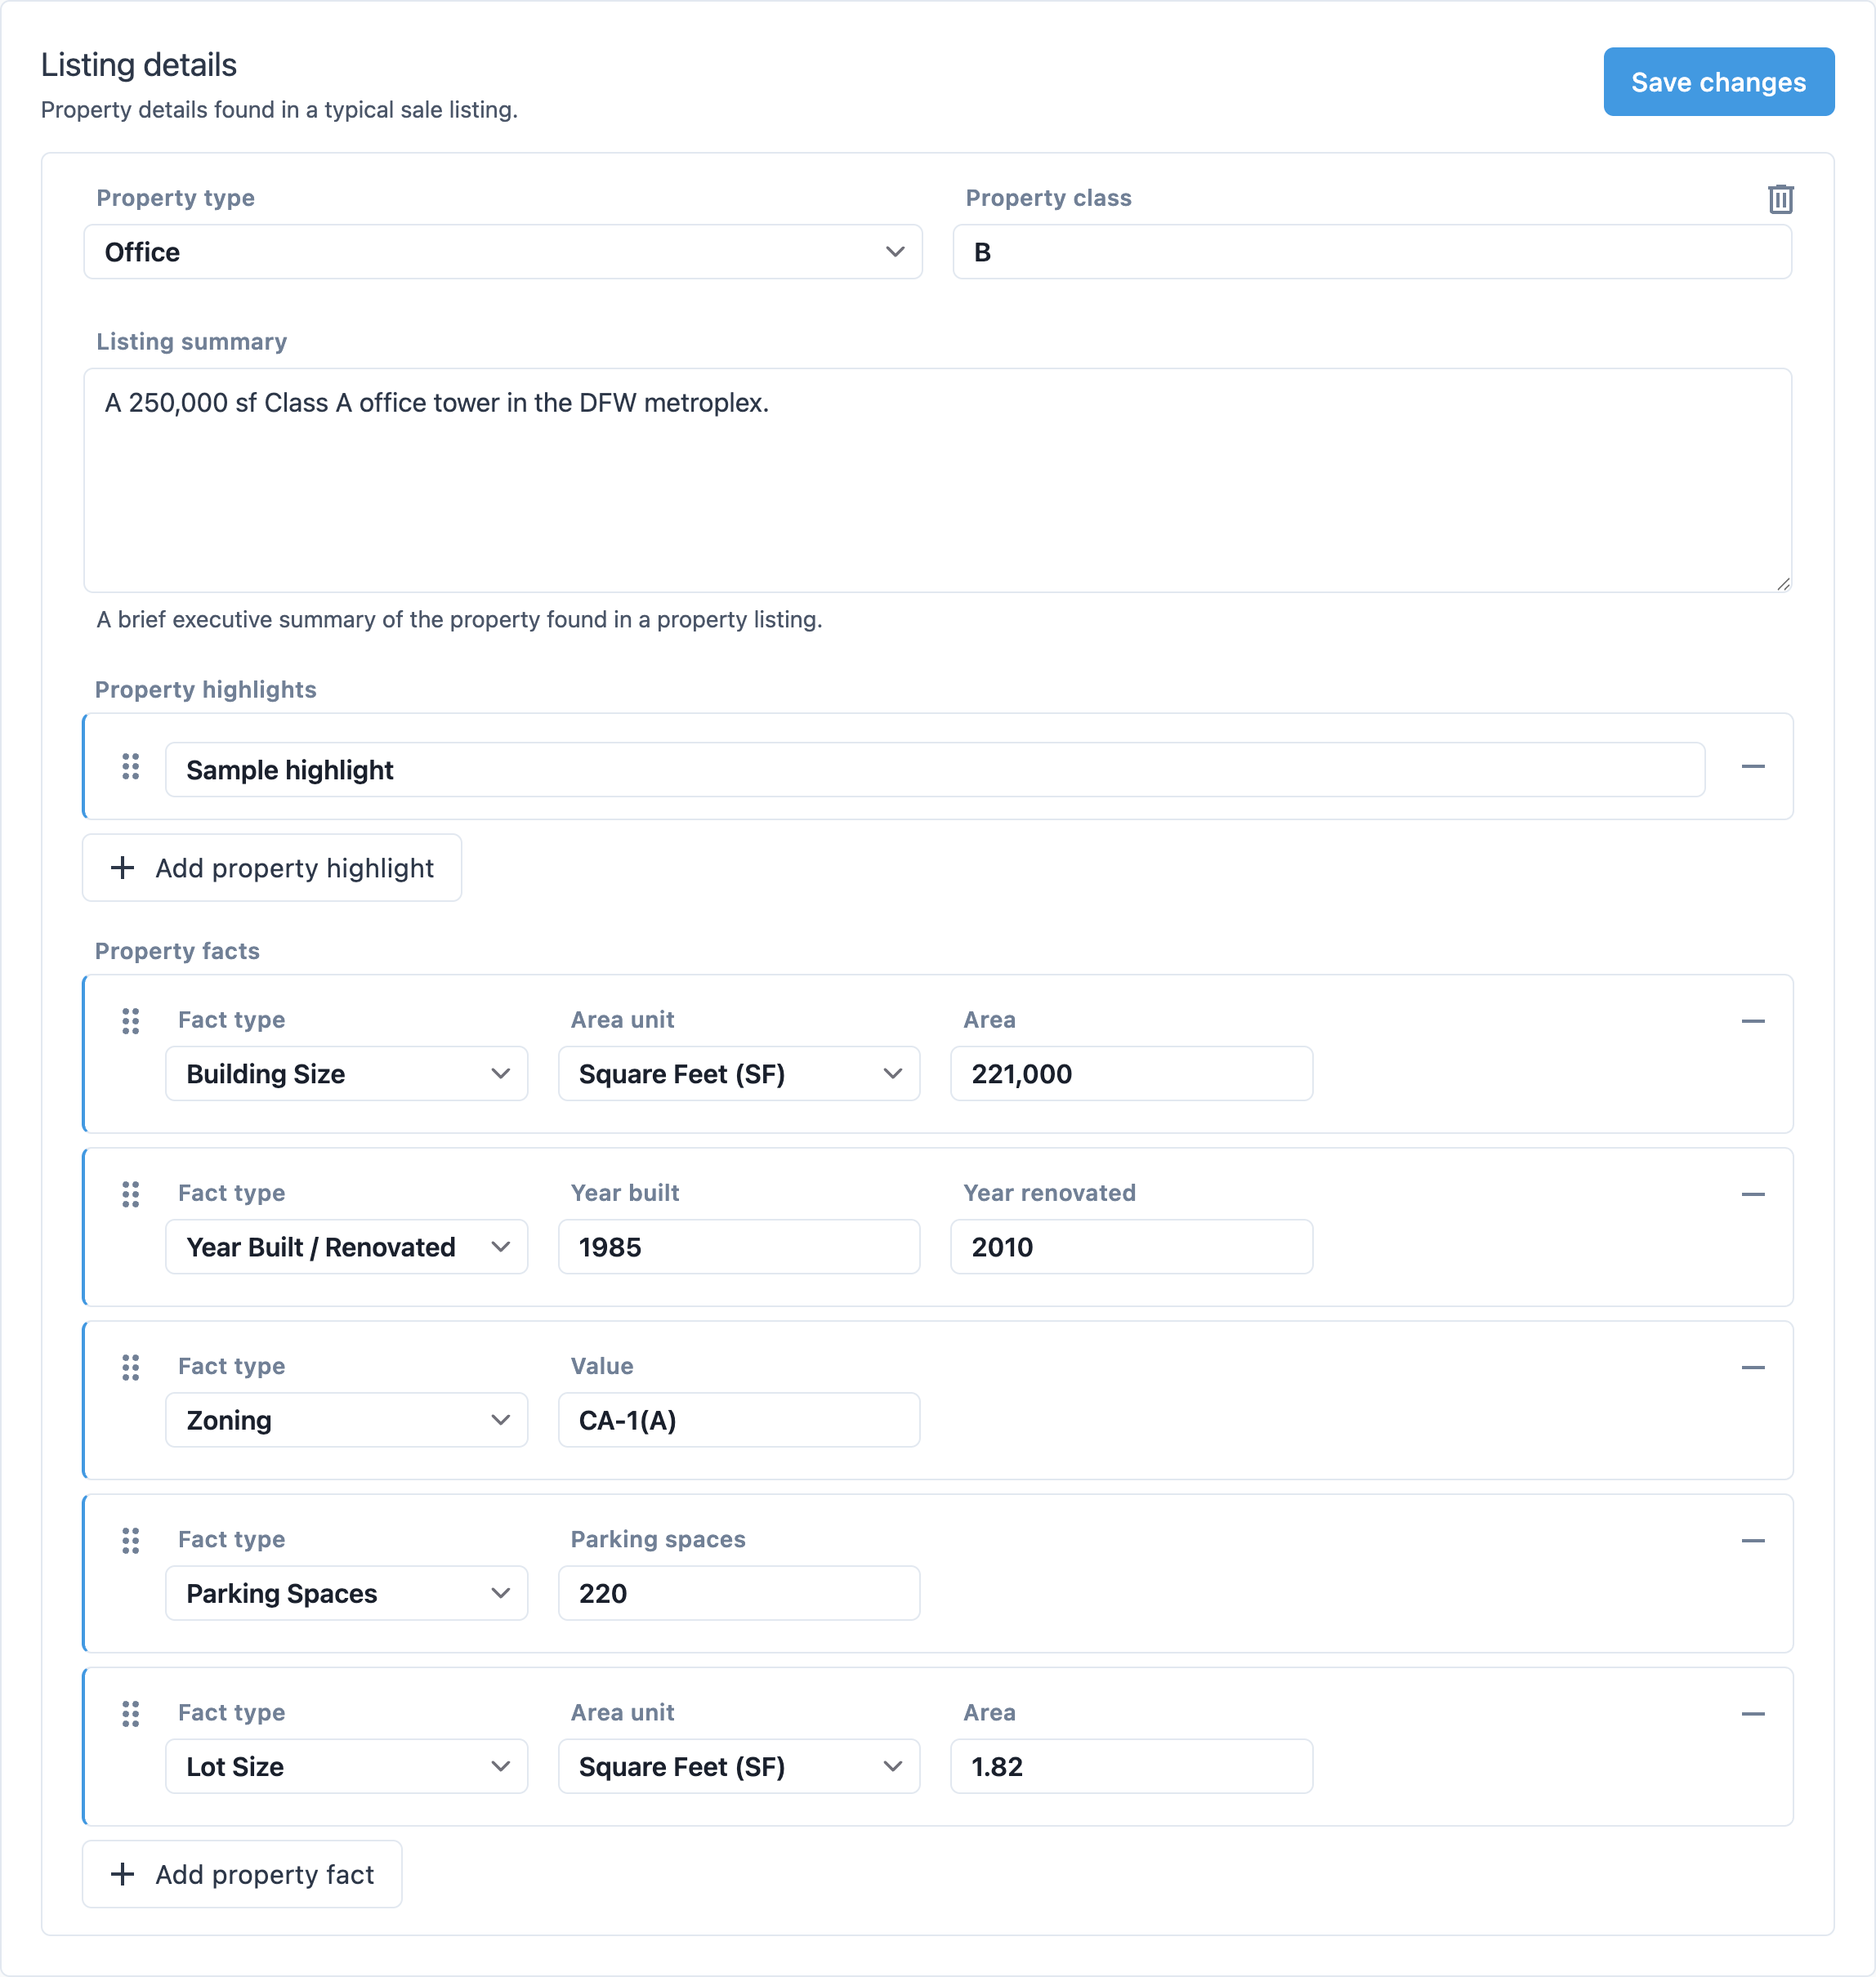 Listing details
Save changes
Property details found in a typical sale listing.
Property type
Property class
Office
B
Listing summary
A 250,000 sf Class A office tower in the DFW metroplex.
A brief executive summary of the property found in a property listing.
Property highlights
Sample highlight
Add property highlight
Property facts
Fact type
Area unit
Area
Building Size
Square Feet (SF)
221,000
Fact type
Year built
Year renovated
Year Built / Renovated
1985
2010
Fact type
Value
Zoning
CA-1(A)
Fact type
Parking spaces
Parking Spaces
220
Fact type
Area unit
Area
Lot Size
Square Feet (SF)
1.82
Add property fact